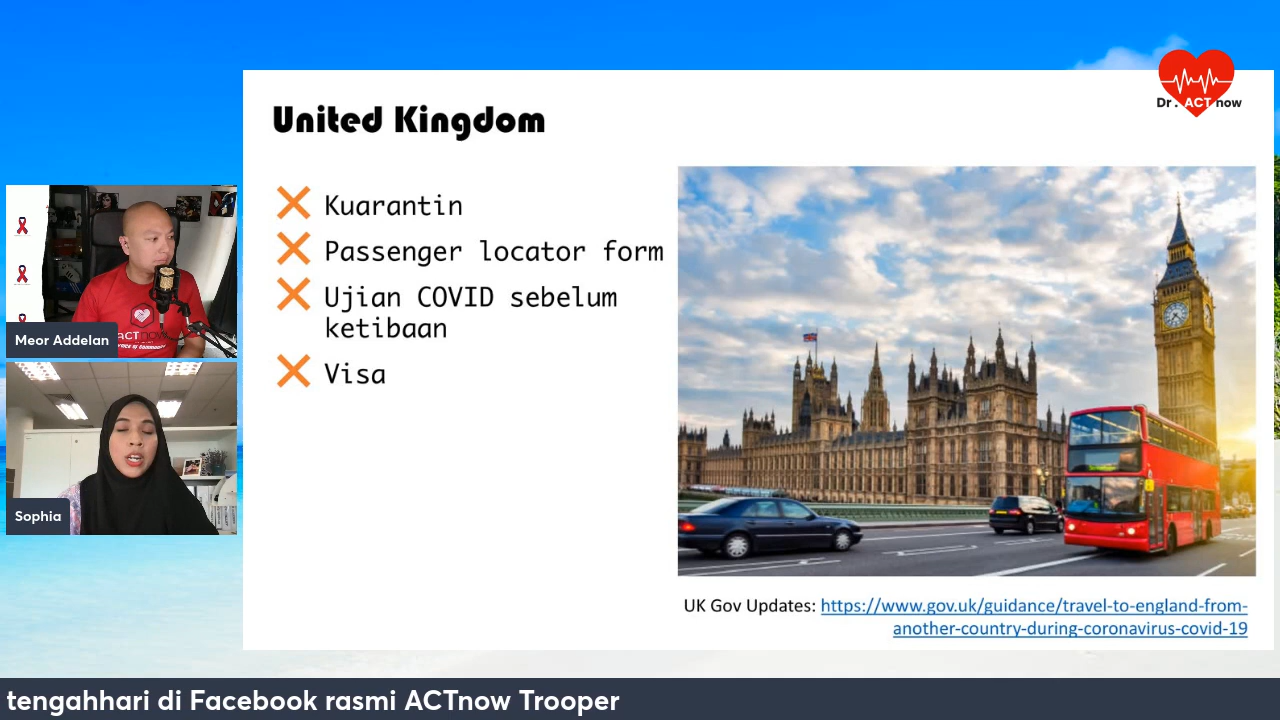 Dr. ACT now
United Kingdom
Kuarantin
Passenger locator form
Ujian COVID sebelum
ketibaan
Visa
UK Gov Updates: https://www.gov.uk/guidance/travel-to-england-from-
another-country-during-coronavirus-covid-19
ACTnow
Meor Addelan
Sophia
tengahhari di Facebook rasmi ACTnow Trooper